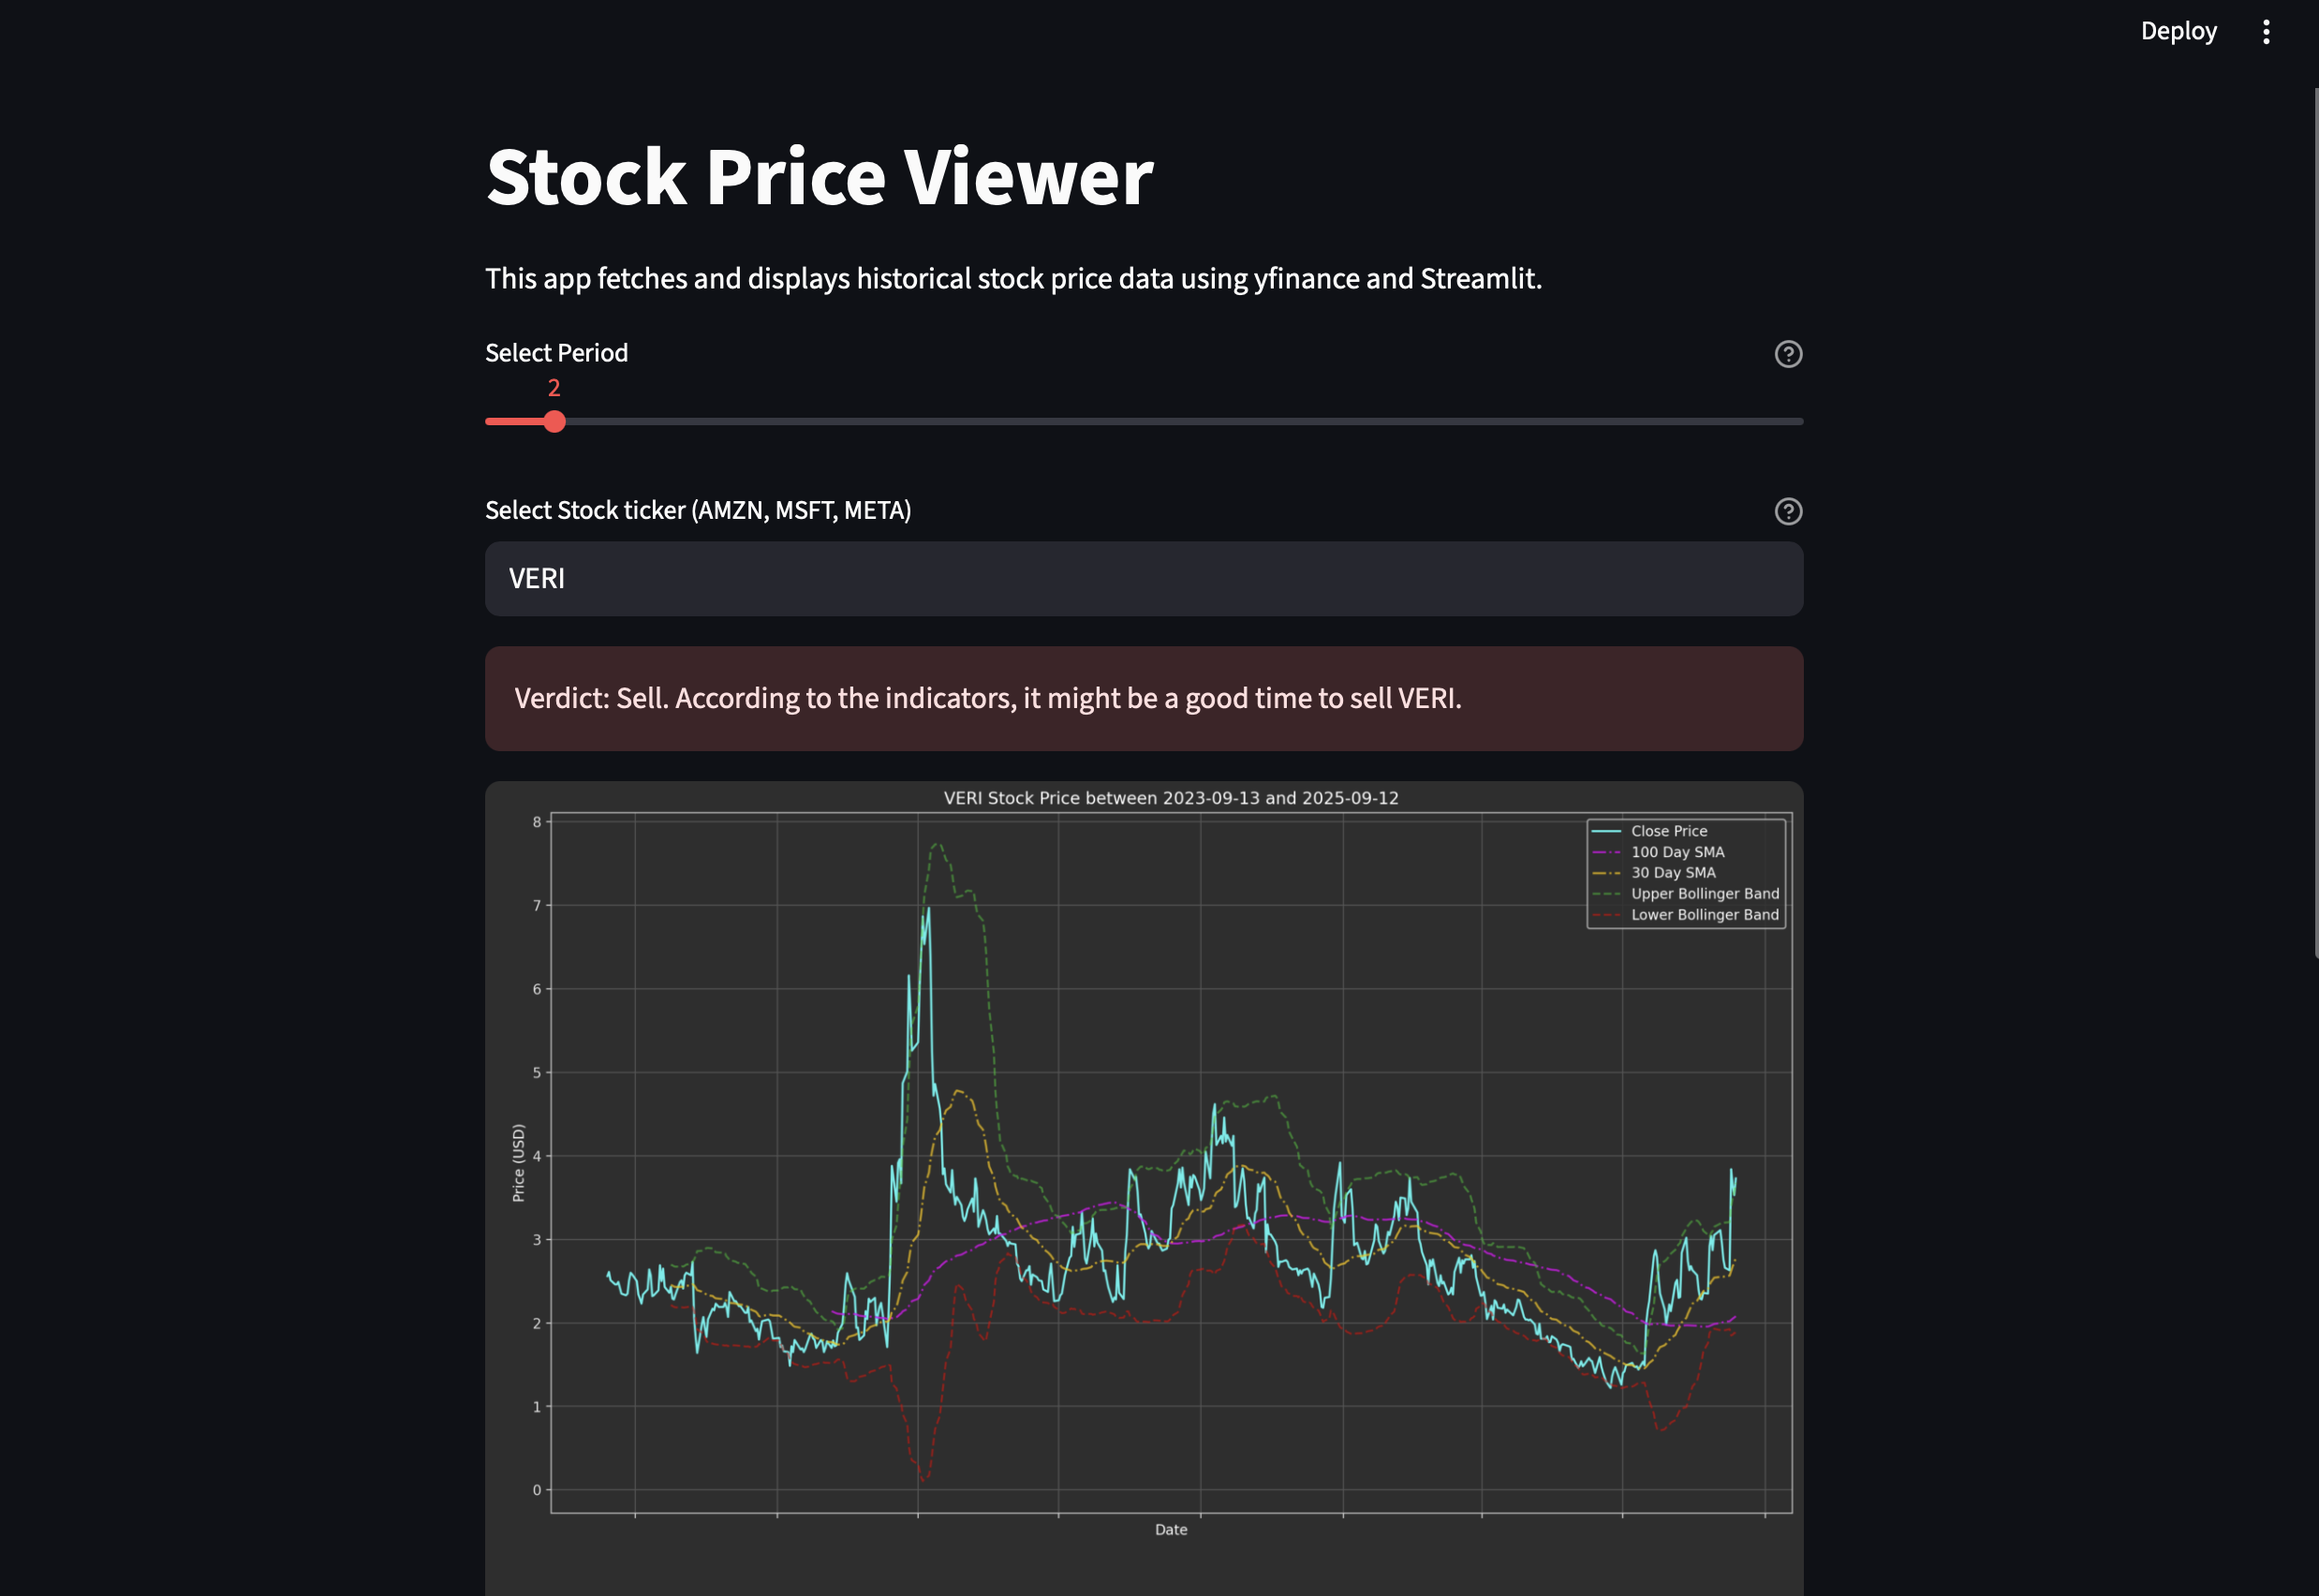 Deploy
Stock Price Viewer
This app fetches and displays historical stock price data using yfinance and Streamlit.
Select Period
2
Select Stock ticker (AMZN, MSFT, META)
VERI
Verdict: Sell. According to the indicators, it might be a good time to sell VERI.
VERI Stock Price between 2023-09-13 and 2025-09-12
Close Price
100 Day SMA
30 Day SMA
Upper Bollinger Band
Lower Bollinger Band
8
7
6
5
4
3
2
1
0
Price (USD)
Date